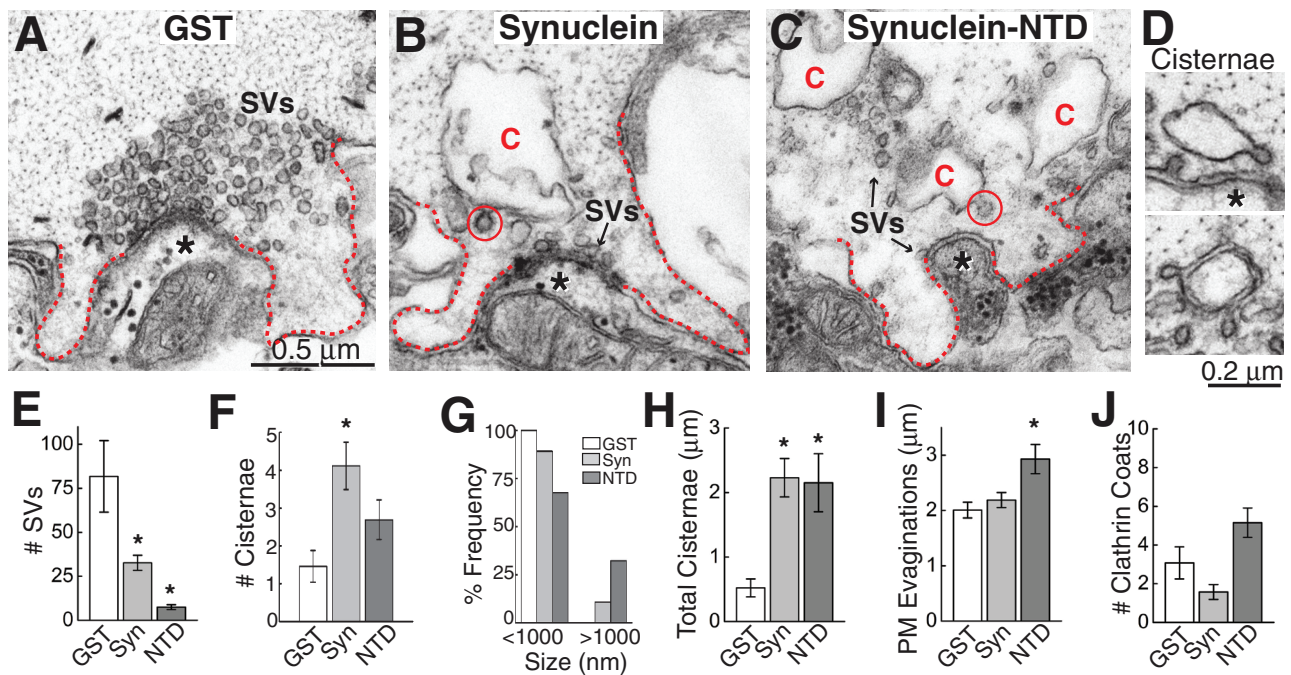 A GST
SVs
*
0.5 μm
B Synuclein
C
SVs
*
C Synuclein-NTD
C
C
C
SVs
*
D
Cisternae
*
0.2 μm
E
# SVs
100
75
50
25
0
*
*
GST
Syn
NTD
F
# Cisternae
5
4
3
2
1
0
*
GST
Syn
NTD
G
% Frequency
100
75
50
25
0
GST
Syn
NTD
<1000 >1000
Size (nm)
H
Total Cisternae (μm)
3
2
1
0
* *
GST
Syn
NTD
I
PM Evaginations (μm)
3
2
1
0
*
GST
Syn
NTD
J
# Clathrin Coats
10
8
6
4
2
0
GST
Syn
NTD